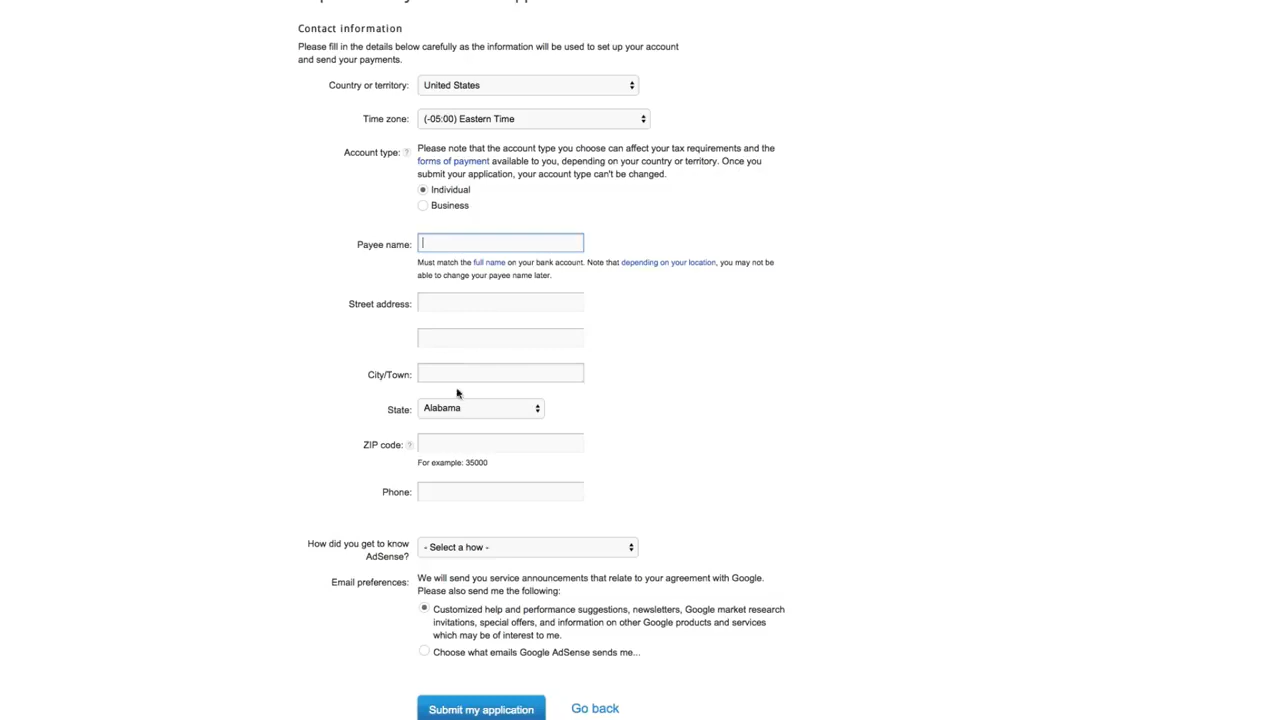 Contact information
Please fill in the details below carefully as the information will be used to set up your account
and send your payments.
Country or territory: United States
Time zone: (-05:00) Eastern Time
Account type: ? Please note that the account type you choose can affect your tax requirements and the
forms of payment available to you, depending on your country or territory. Once you
submit your application, your account type can't be changed.
Individual
Business
Payee name:
Must match the full name on your bank account. Note that depending on your location, you may not be
able to change your payee name later.
Street address:
City/Town:
State: Alabama
ZIP code: ?
For example: 35000
Phone:
How did you get to know
AdSense?
- Select a how -
Email preferences: We will send you service announcements that relate to your agreement with Google.
Please also send me the following:
Customized help and performance suggestions, newsletters, Google market research
invitations, special offers, and information on other Google products and services
which may be of interest to me.
Choose what emails Google AdSense sends me...
Submit my application Go back